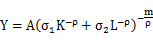 Y = A(σ₁K⁻ᵖ + σ₂L⁻ᵖ)^(-m/ρ)